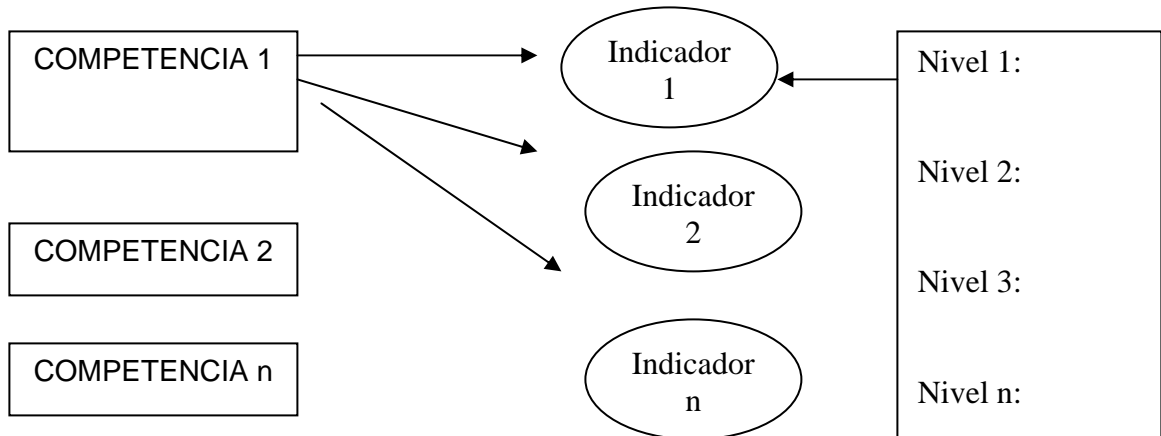 COMPETENCIA 1
COMPETENCIA 2
COMPETENCIA n
Indicador
1
Indicador
2
Indicador
n
Nivel 1:
Nivel 2:
Nivel 3:
Nivel n: